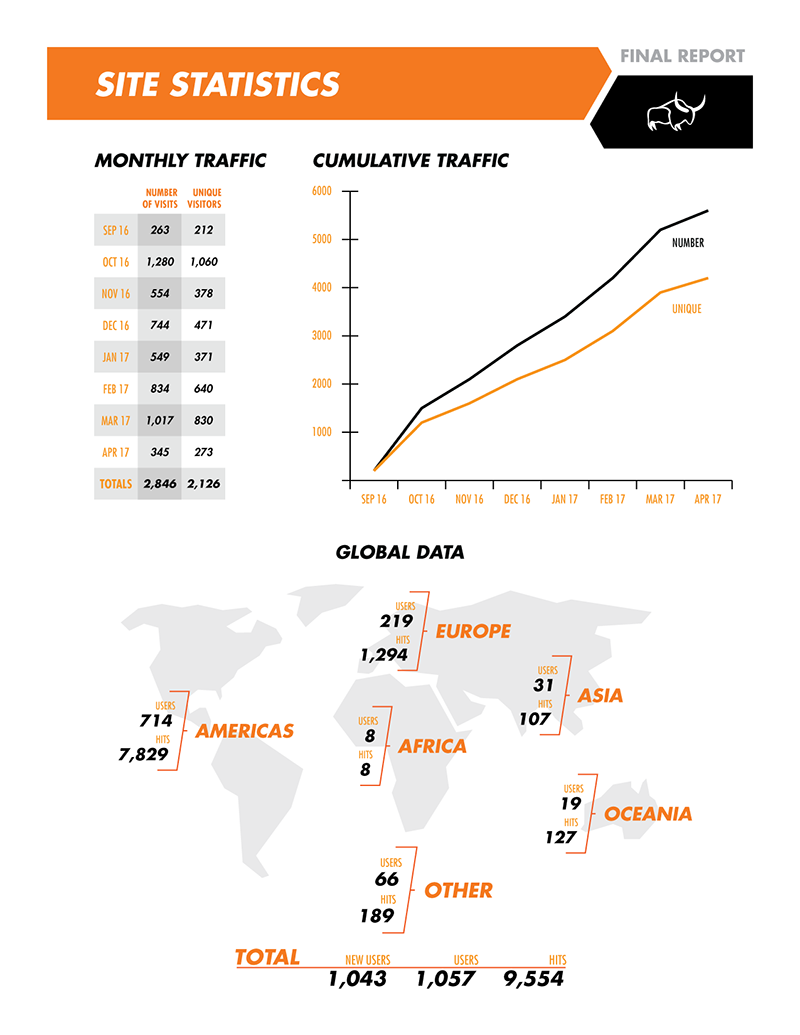 FINAL REPORT
SITE STATISTICS
MONTHLY TRAFFIC
NUMBER OF VISITS UNIQUE VISITORS
SEP 16 263 212
OCT 16 1,280 1,060
NOV 16 554 378
DEC 16 744 471
JAN 17 549 371
FEB 17 834 640
MAR 17 1,017 830
APR 17 345 273
TOTALS 2,846 2,126
CUMULATIVE TRAFFIC
6000
5000
4000
3000
2000
1000
NUMBER
UNIQUE
SEP 16 OCT 16 NOV 16 DEC 16 JAN 17 FEB 17 MAR 17 APR 17
GLOBAL DATA
USERS
219
HITS
1,294
EUROPE
USERS
31
HITS
107
ASIA
USERS
714
HITS
7,829
AMERICAS
USERS
8
HITS
8
AFRICA
USERS
19
HITS
127
OCEANIA
USERS
66
HITS
189
OTHER
TOTAL NEW USERS USERS HITS
1,043 1,057 9,554